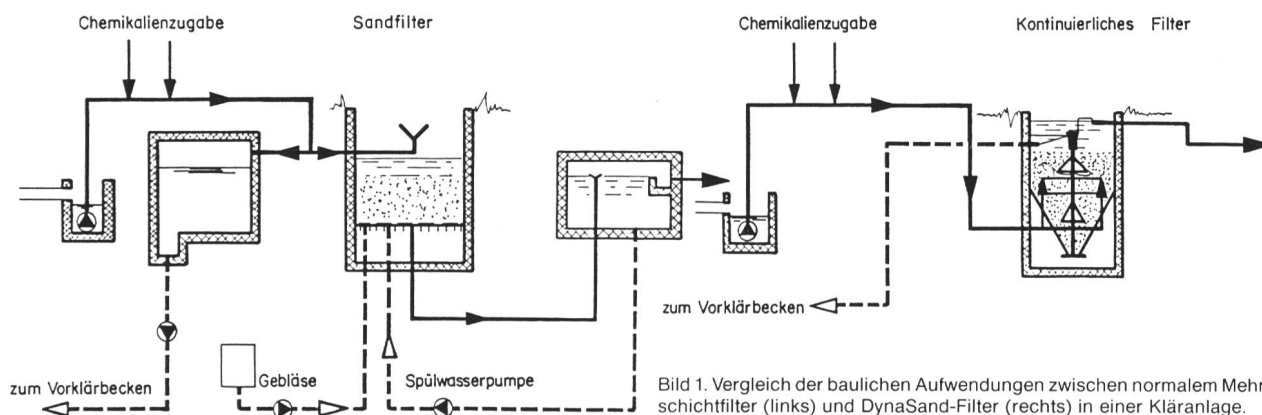 Chemikalienzugabe
Sandfilter
Chemikalienzugabe
Kontinuierliches Filter
zum Vorklärbecken
Gebläse
Spülwasserpumpe
zum Vorklärbecken
Bild 1. Vergleich der baulichen Aufwendungen zwischen normalem Mehr-
schichtfilter (links) und DynaSand-Filter (rechts) in einer Kläranlage.